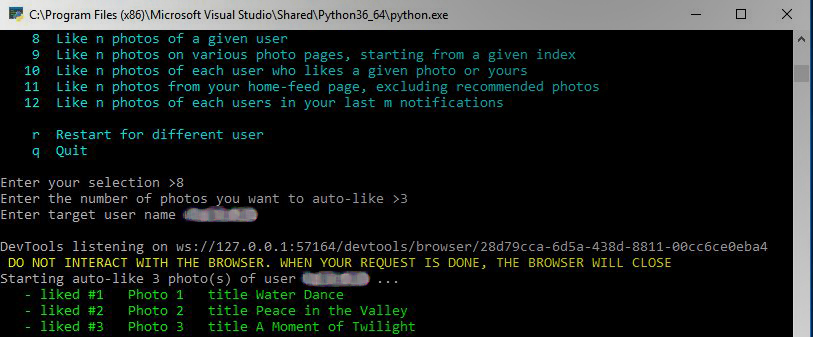 C:\Program Files (x86)\Microsoft Visual Studio\Shared\Python36_64\python.exe
8 Like n photos of a given user
9 Like n photos on various photo pages, starting from a given index
10 Like n photos of each user who likes a given photo or yours
11 Like n photos from your home-feed page, excluding recommended photos
12 Like n photos of each users in your last m notifications
r Restart for different user
q Quit
Enter your selection >8
Enter the number of photos you want to auto-like >3
Enter target user name
DevTools listening on ws://127.0.0.1:57164/devtools/browser/28d79cca-6d5a-438d-8811-00cc6ce0eba4
DO NOT INTERACT WITH THE BROWSER. WHEN YOUR REQUEST IS DONE, THE BROWSER WILL CLOSE
Starting auto-like 3 photo(s) of user ...
- liked #1 Photo 1 title Water Dance
- liked #2 Photo 2 title Peace in the Valley
- liked #3 Photo 3 title A Moment of Twilight